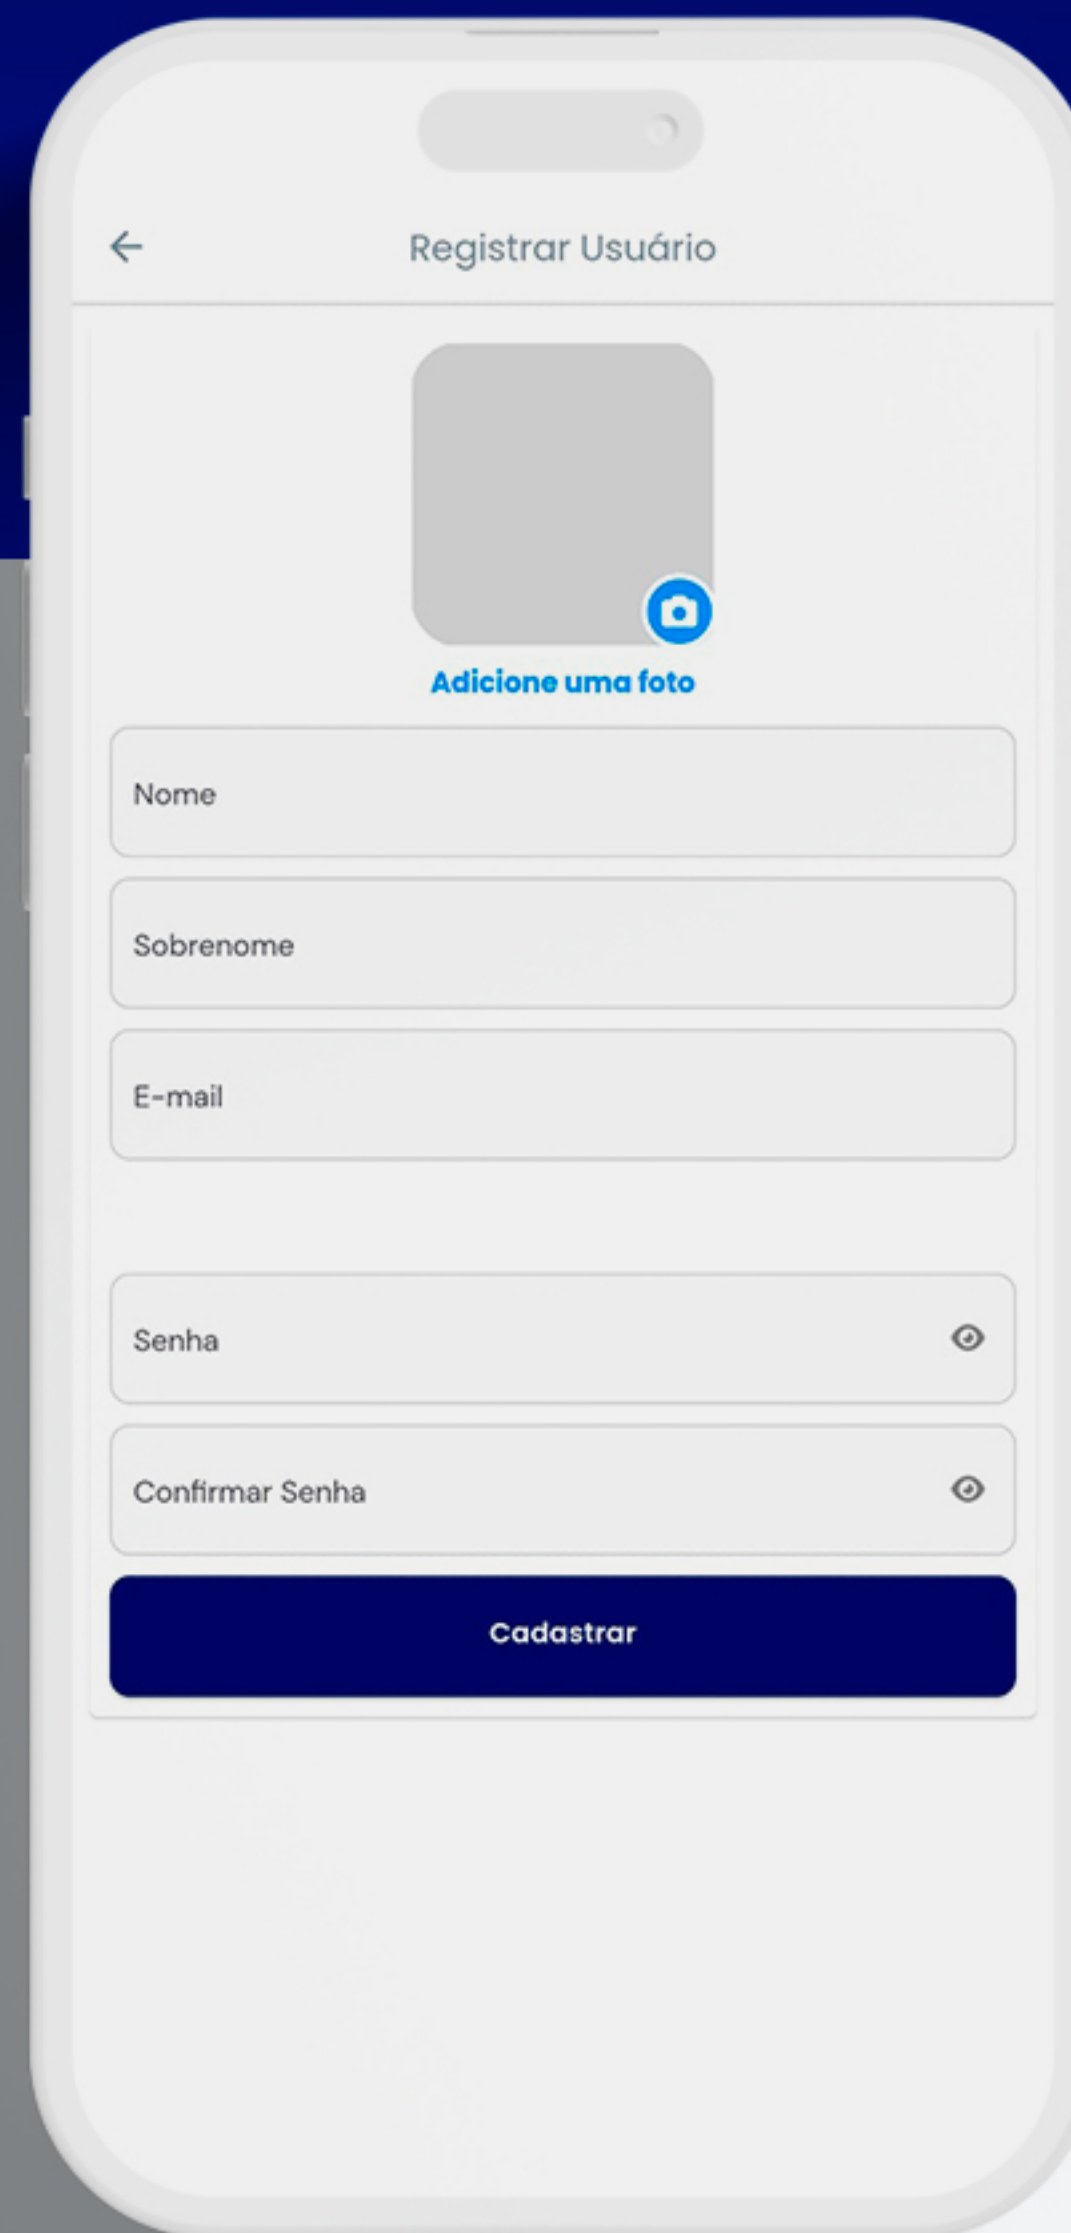 Registrar Usuário
Adicione uma foto
Nome
Sobrenome
E-mail
Senha
Confirmar Senha
Cadastrar